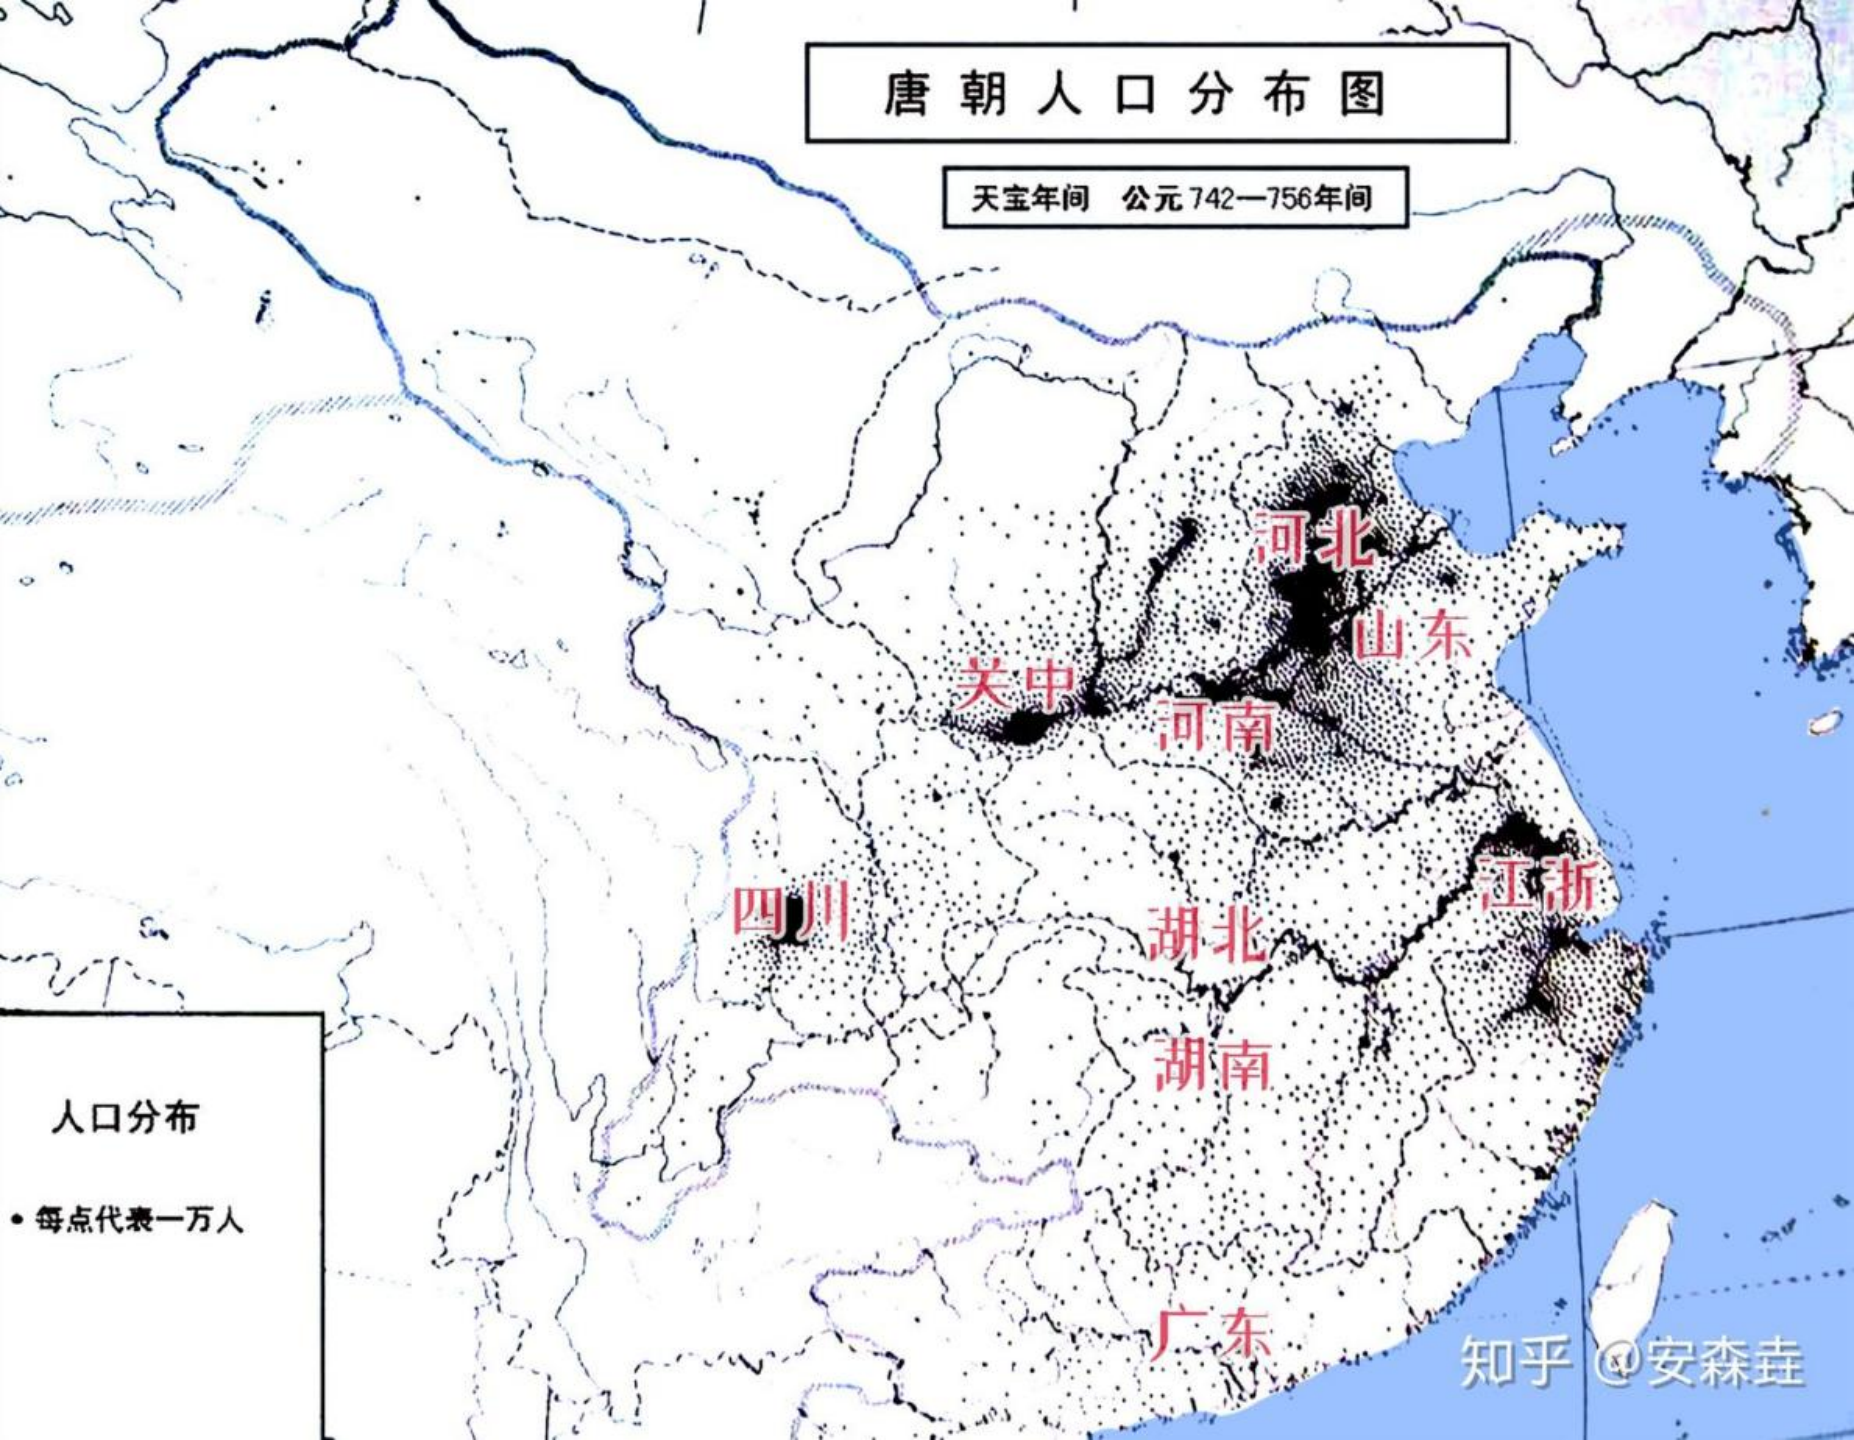 唐朝人口分布图
天宝年间 公元742—756年间
河北
山东
关中
河南
江浙
四川
湖北
湖南
人口分布
• 每点代表一万人
广东
知乎 @安森垚